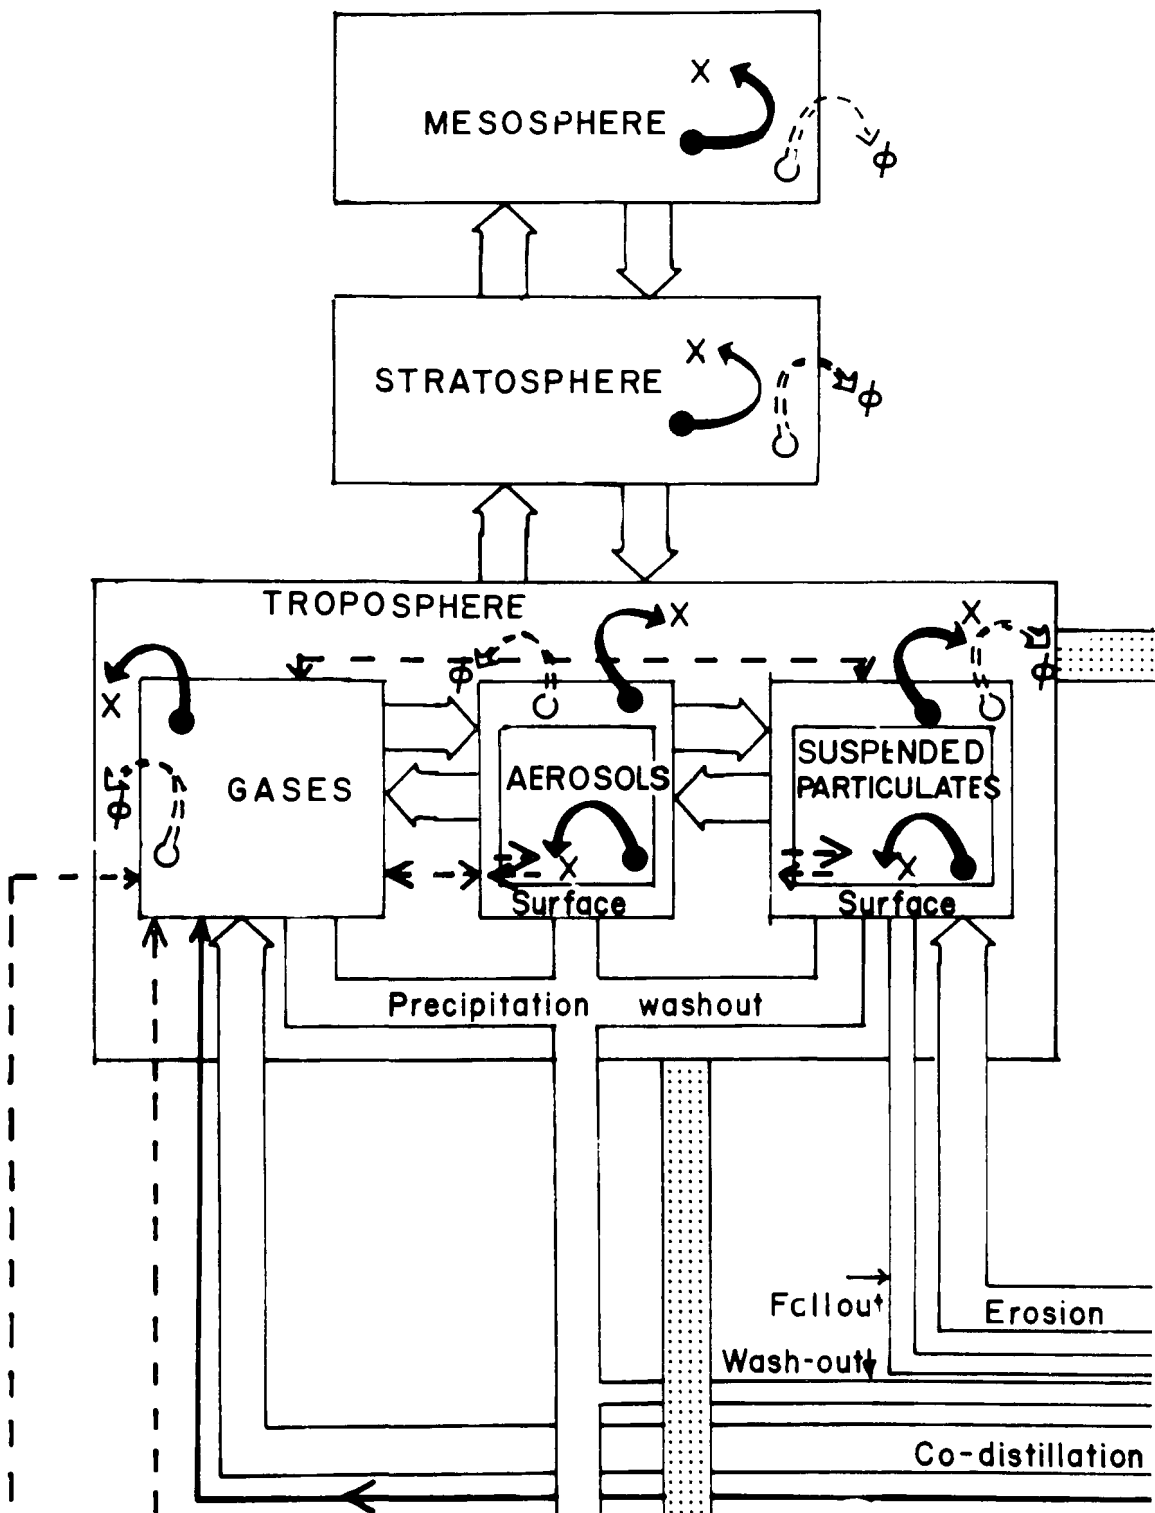 X
MESOSPHERE
ϕ
X
STRATOSPHERE
ϕ
TROPOSPHERE
X
X
ϕ
ϕ
X
GASES
AEROSOLS
SUSPENDED
PARTICULATES
ϕ
X
X
Surface
Surface
Precipitation washout
Fallout
Erosion
Wash-out
Co-distillation